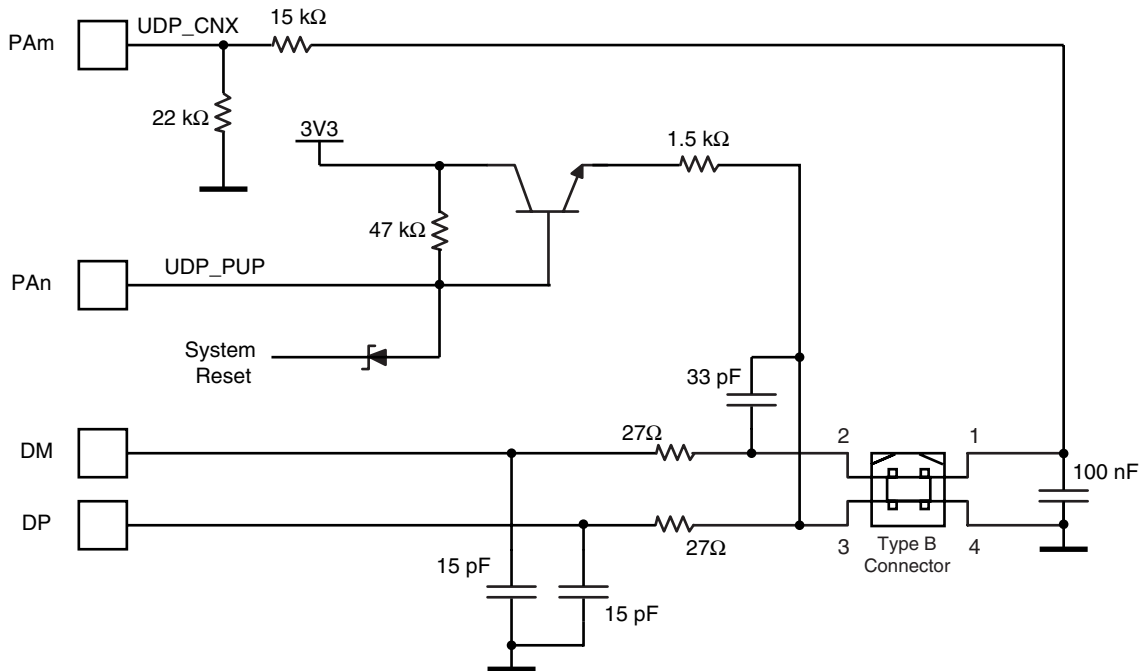 PAm
UDP_CNX
15 kΩ
22 kΩ
3V3
1.5 kΩ
47 kΩ
PAn
UDP_PUP
System
Reset
33 pF
DM
27Ω
2
1
100 nF
DP
27Ω
3
Type B
Connector
4
15 pF
15 pF